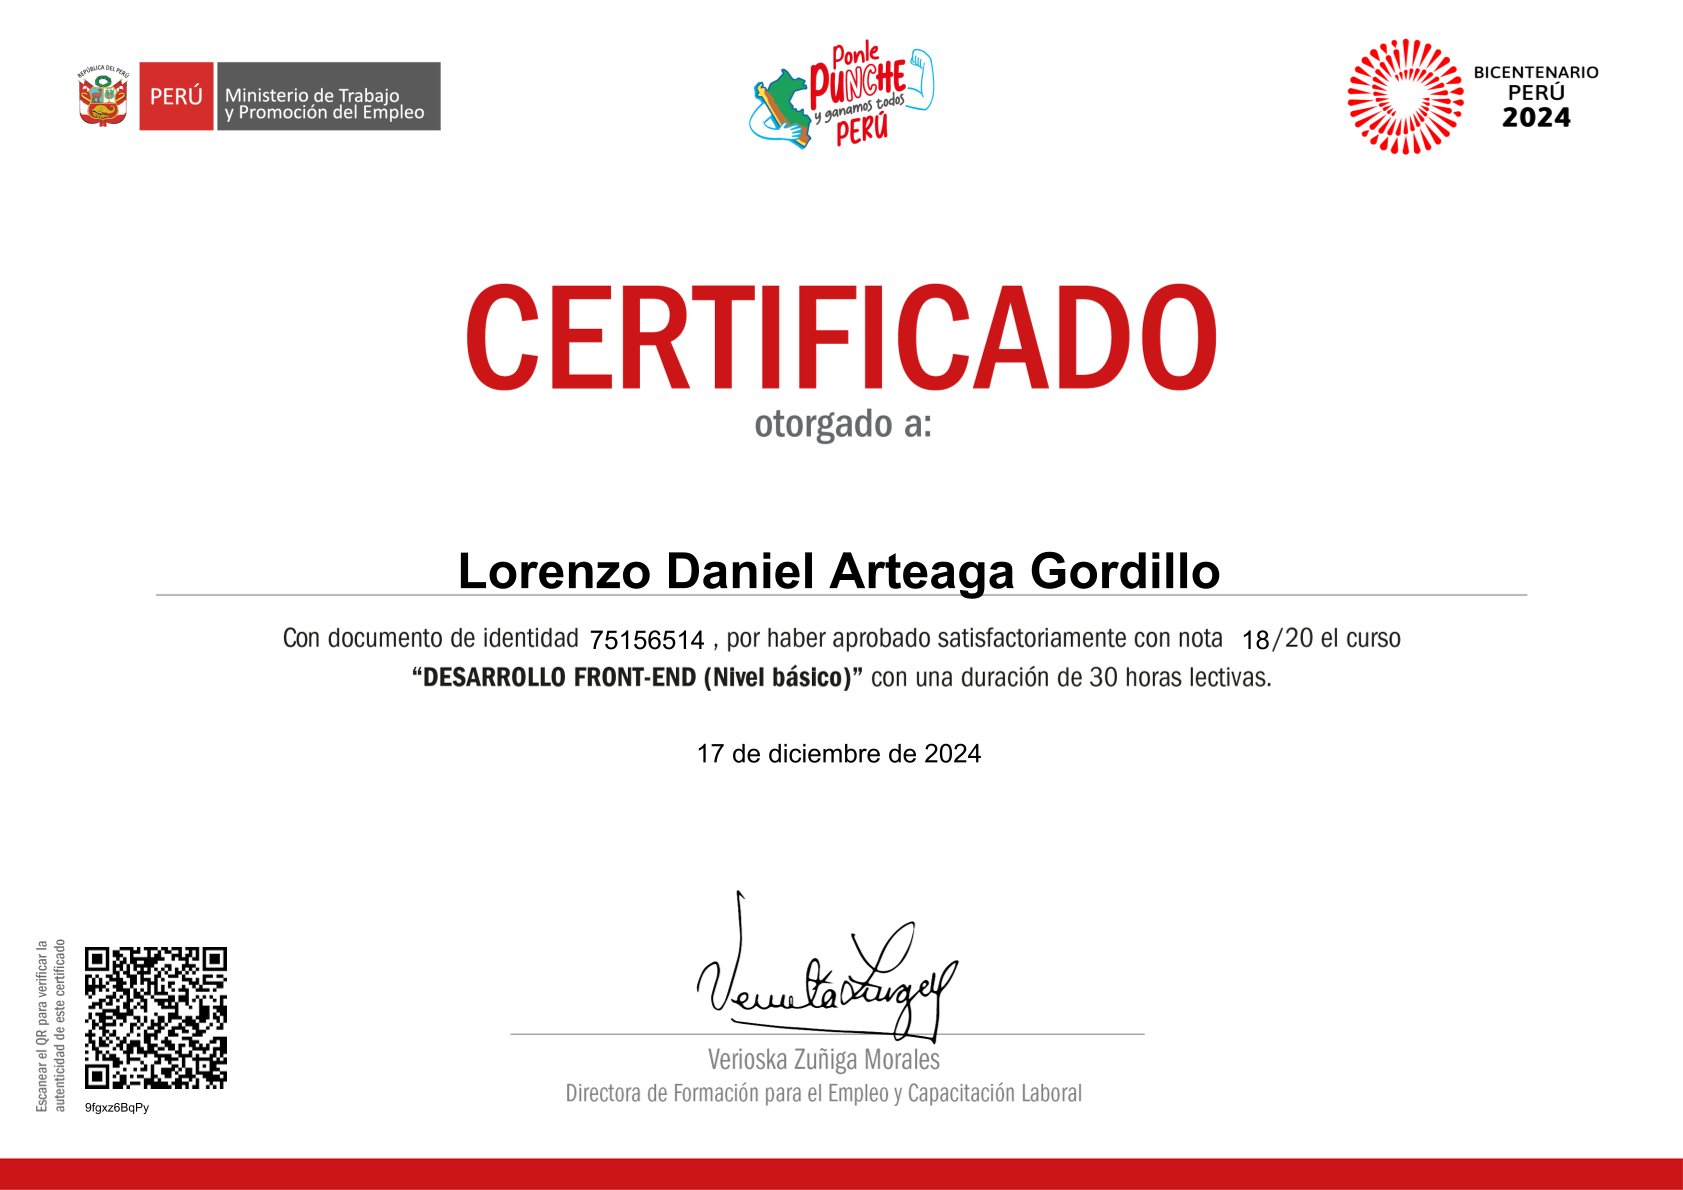 REPÚBLICA DEL PERÚ
PERÚ
Ministerio de Trabajo
y Promoción del Empleo
Ponle
PUNCHE
y ganamos todos
PERÚ
BICENTENARIO
PERÚ
2024
CERTIFICADO
otorgado a:
Lorenzo Daniel Arteaga Gordillo
Con documento de identidad 75156514 , por haber aprobado satisfactoriamente con nota 18/20 el curso
“DESARROLLO FRONT-END (Nivel básico)” con una duración de 30 horas lectivas.
17 de diciembre de 2024
Verioska Zuñiga Morales
Directora de Formación para el Empleo y Capacitación Laboral
Escanear el QR para verificar la
autenticidad de este certificado
9fgxz6BqPy